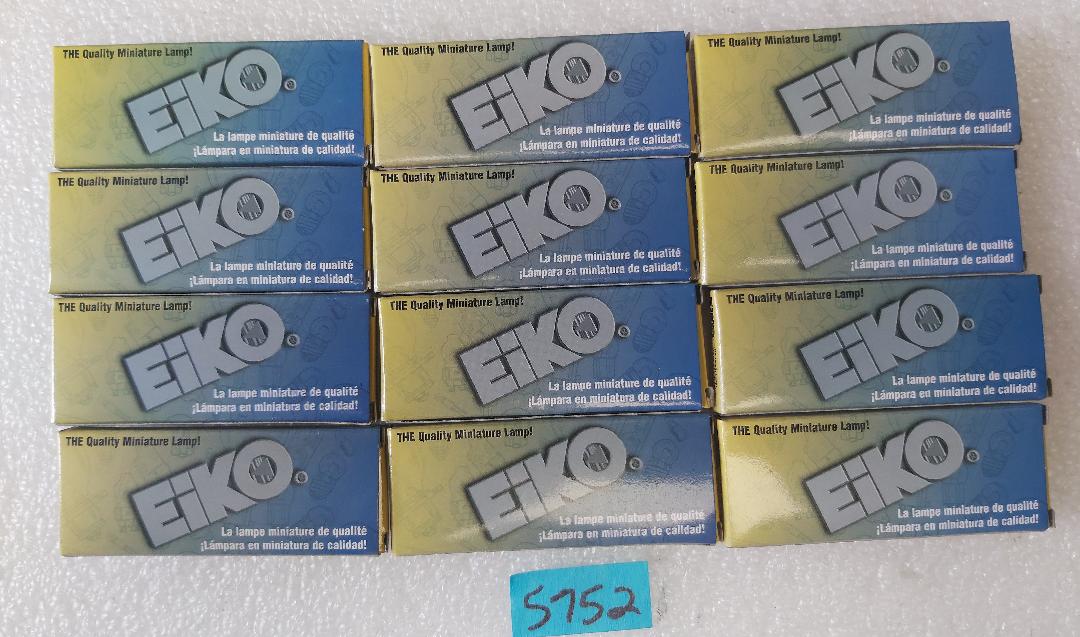 THE Quality Miniature Lamp!
EiKO®
La lampe miniature de qualité
¡Lámpara en miniatura de calidad!
THE Quality Miniature Lamp!
EiKO®
La lampe miniature de qualité
¡Lámpara en miniatura de calidad!
THE Quality Miniature Lamp!
EiKO®
La lampe miniature de qualité
¡Lámpara en miniatura de calidad!
THE Quality Miniature Lamp!
EiKO®
La lampe miniature de qualité
¡Lámpara en miniatura de calidad!
THE Quality Miniature Lamp!
EiKO®
La lampe miniature de qualité
¡Lámpara en miniatura de calidad!
THE Quality Miniature Lamp!
EiKO®
La lampe miniature de qualité
¡Lámpara en miniatura de calidad!
THE Quality Miniature Lamp!
EiKO®
La lampe miniature de qualité
¡Lámpara en miniatura de calidad!
THE Quality Miniature Lamp!
EiKO®
La lampe miniature de qualité
¡Lámpara en miniatura de calidad!
THE Quality Miniature Lamp!
EiKO®
La lampe miniature de qualité
¡Lámpara en miniatura de calidad!
THE Quality Miniature Lamp!
EiKO®
La lampe miniature de qualité
¡Lámpara en miniatura de calidad!
THE Quality Miniature Lamp!
EiKO®
La lampe miniature de qualité
¡Lámpara en miniatura de calidad!
THE Quality Miniature Lamp!
EiKO®
La lampe miniature de qualité
¡Lámpara en miniatura de calidad!
5752